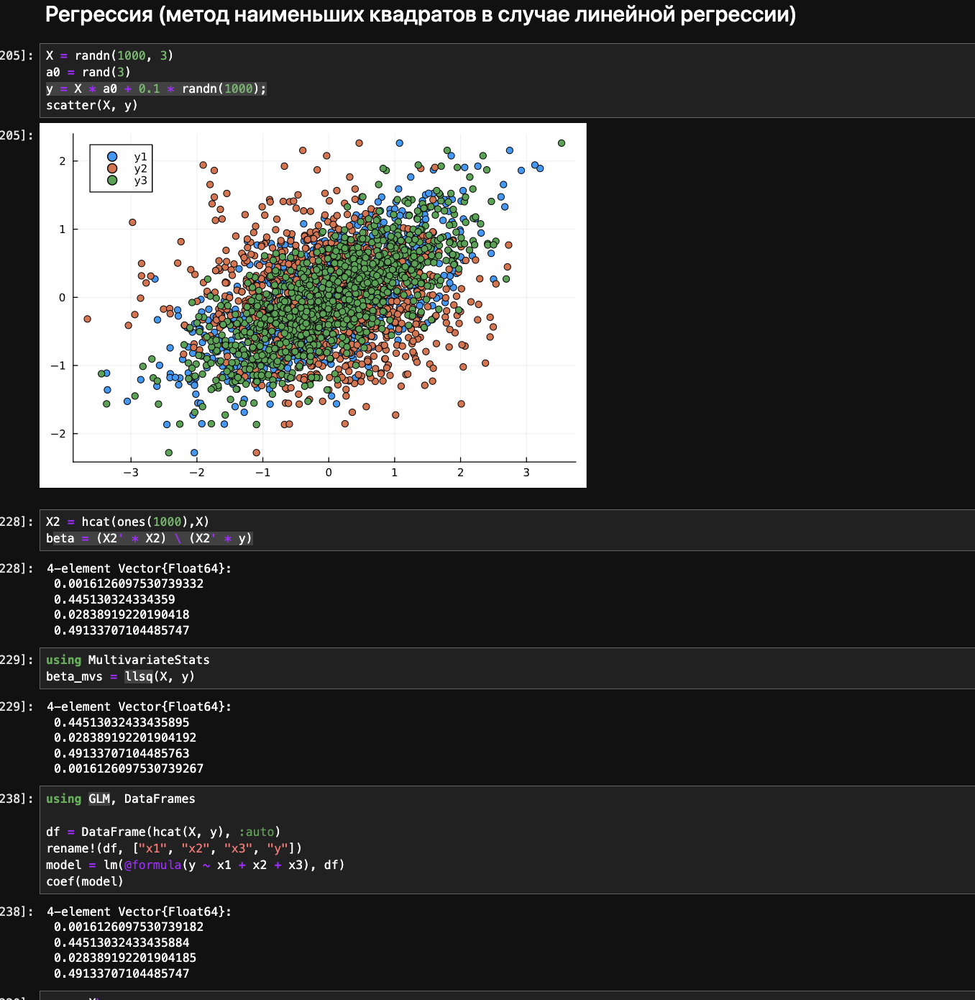 Регрессия (метод наименьших квадратов в случае линейной регрессии)
205]:
X = randn(1000, 3)
a0 = rand(3)
y = X * a0 + 0.1 * randn(1000);
scatter(X, y)
205]:
y1
y2
y3
2
1
0
−1
−2
−3 −2 −1 0 1 2 3
228]:
X2 = hcat(ones(1000),X)
beta = (X2' * X2) \ (X2' * y)
228]:
4-element Vector{Float64}:
0.0016126097530739332
0.445130324334359
0.02838919220190418
0.49133707104485747
229]:
using MultivariateStats
beta_mvs = llsq(X, y)
229]:
4-element Vector{Float64}:
0.44513032433435895
0.028389192201904192
0.49133707104485763
0.0016126097530739267
238]:
using GLM, DataFrames
df = DataFrame(hcat(X, y), :auto)
rename!(df, ["x1", "x2", "x3", "y"])
model = lm(@formula(y ~ x1 + x2 + x3), df)
coef(model)
238]:
4-element Vector{Float64}:
0.0016126097530739182
0.44513032433435884
0.028389192201904185
0.49133707104485747